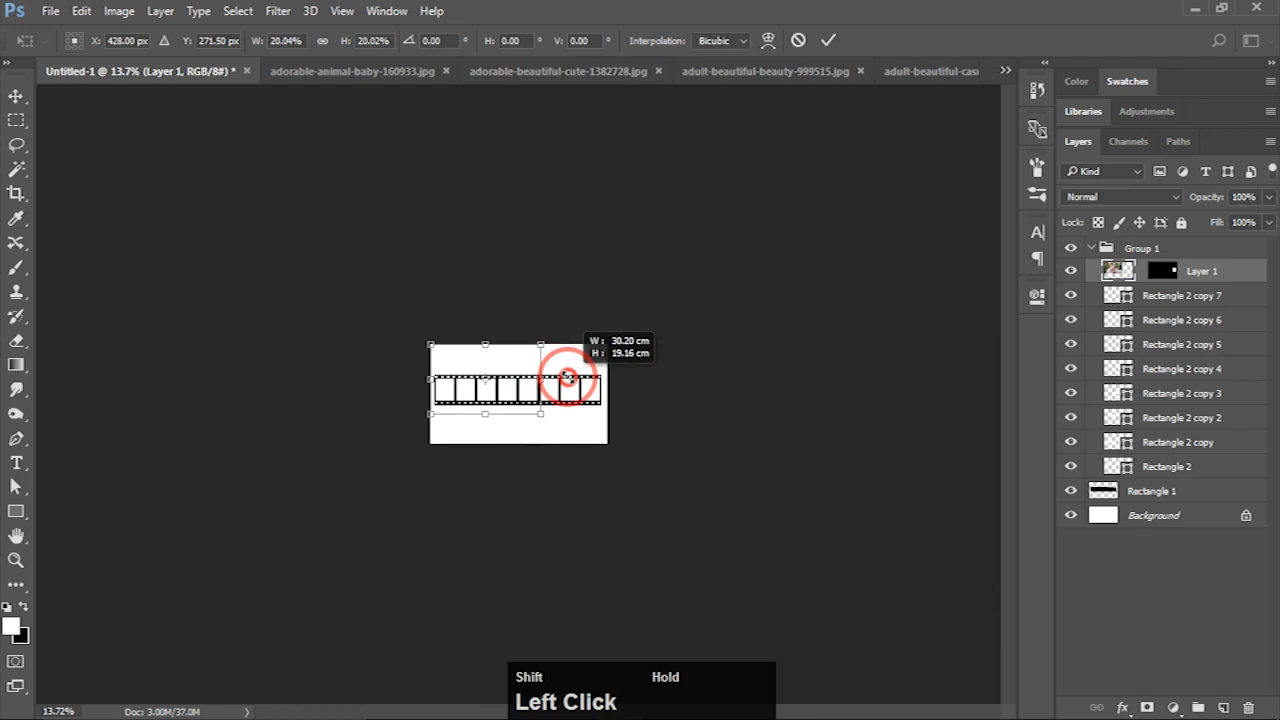 Ps File Edit Image Layer Type Select Filter 3D View Window Help
X: 428.00 px Y: 271.50 px W: 20.04% H: 20.02% 0.00 ° H: 0.00 ° V: 0.00 ° Interpolation: Bicubic
Untitled-1 @ 13.7% (Layer 1, RGB/8#) * × adorable-animal-baby-160933.jpg × adorable-beautiful-cute-1382728.jpg × adult-beautiful-beauty-999515.jpg × adult-beautiful-casu
Color Swatches
Libraries Adjustments
Layers Channels Paths
Kind
Normal Opacity: 100%
Lock: Fill: 100%
Group 1
Layer 1
Rectangle 2 copy 7
Rectangle 2 copy 6
Rectangle 2 copy 5
Rectangle 2 copy 4
Rectangle 2 copy 3
Rectangle 2 copy 2
Rectangle 2 copy
Rectangle 2
Rectangle 1
Background
W: 30.20 cm
H: 19.16 cm
Shift Hold
Left Click
13.72% Doc: 3.00M/37.0M